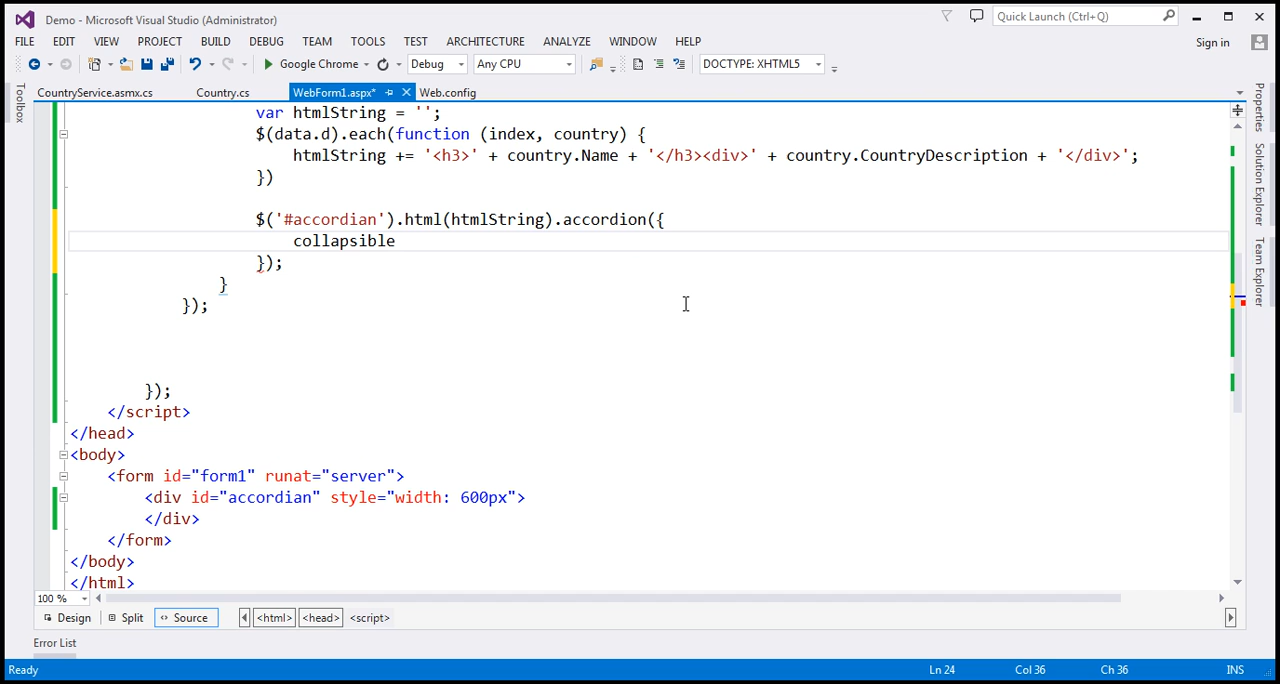 Demo - Microsoft Visual Studio (Administrator)
Quick Launch (Ctrl+Q)
FILE EDIT VIEW PROJECT BUILD DEBUG TEAM TOOLS TEST ARCHITECTURE ANALYZE WINDOW HELP
Sign in
Google Chrome Debug Any CPU DOCTYPE: XHTML5
Toolbox
CountryService.asmx.cs Country.cs WebForm1.aspx* Web.config
Properties
Solution Explorer
Team Explorer
var htmlString = '';
$(data.d).each(function (index, country) {
htmlString += '<h3>' + country.Name + '</h3><div>' + country.CountryDescription + '</div>';
})
$('#accordian').html(htmlString).accordion({
collapsible
});
}
});
});
</script>
</head>
<body>
<form id="form1" runat="server">
<div id="accordian" style="width: 600px">
</div>
</form>
</body>
</html>
100 %
Design Split Source <html> <head> <script>
Error List
Ready Ln 24 Col 36 Ch 36 INS